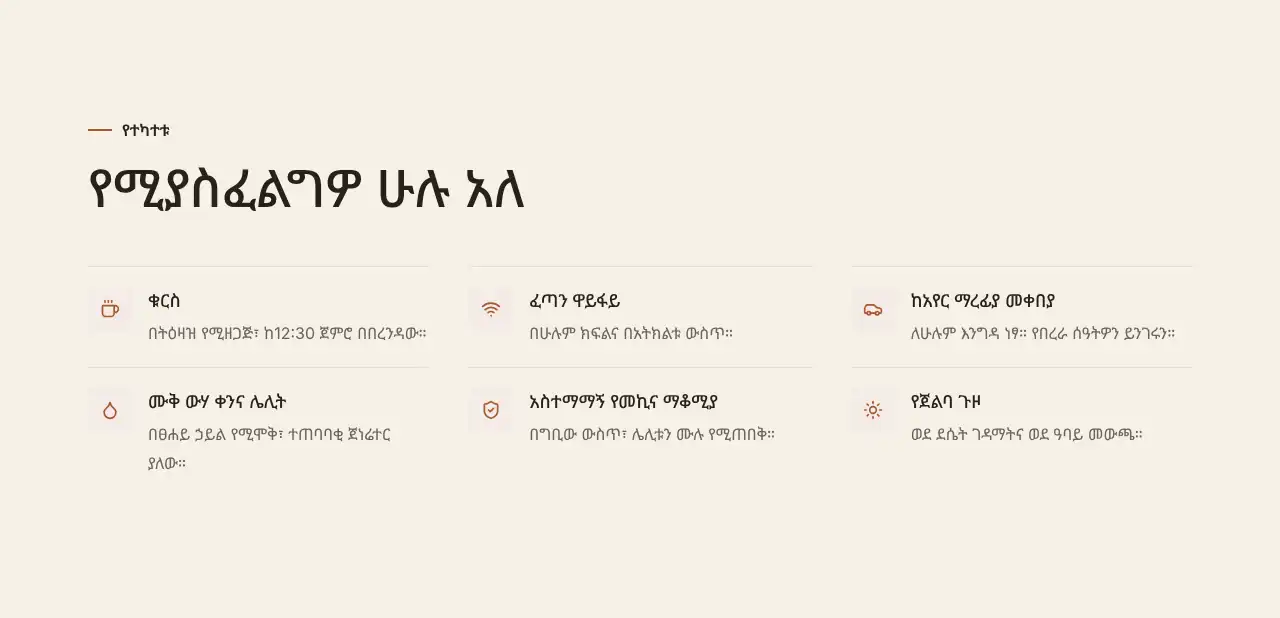 የተካተቱ
የሚያስፈልግዎ ሁሉ አለ
ቁርስ
በትዕዛዝ የሚዘጋጅ፣ ከ12:30 ጀምሮ በበረንዳው።
ፈጣን ዋይፋይ
በሁሉም ክፍልና በአትክልቱ ውስጥ።
ከአየር ማረፊያ መቀበያ
ለሁሉም እንግዳ ነፃ። የበረራ ሰዓትዎን ይንገሩን።
ሙቅ ውሃ ቀንና ሌሊት
በፀሐይ ኃይል የሚሞቅ፣ ተጠባባቂ ጀነሬተር
ያለው።
አስተማማኝ የመኪና ማቆሚያ
በግቢው ውስጥ፣ ሌሊቱን ሙሉ የሚጠበቅ።
የጀልባ ጉዞ
ወደ ደሴት ገዳማትና ወደ ዓባይ መውጫ።